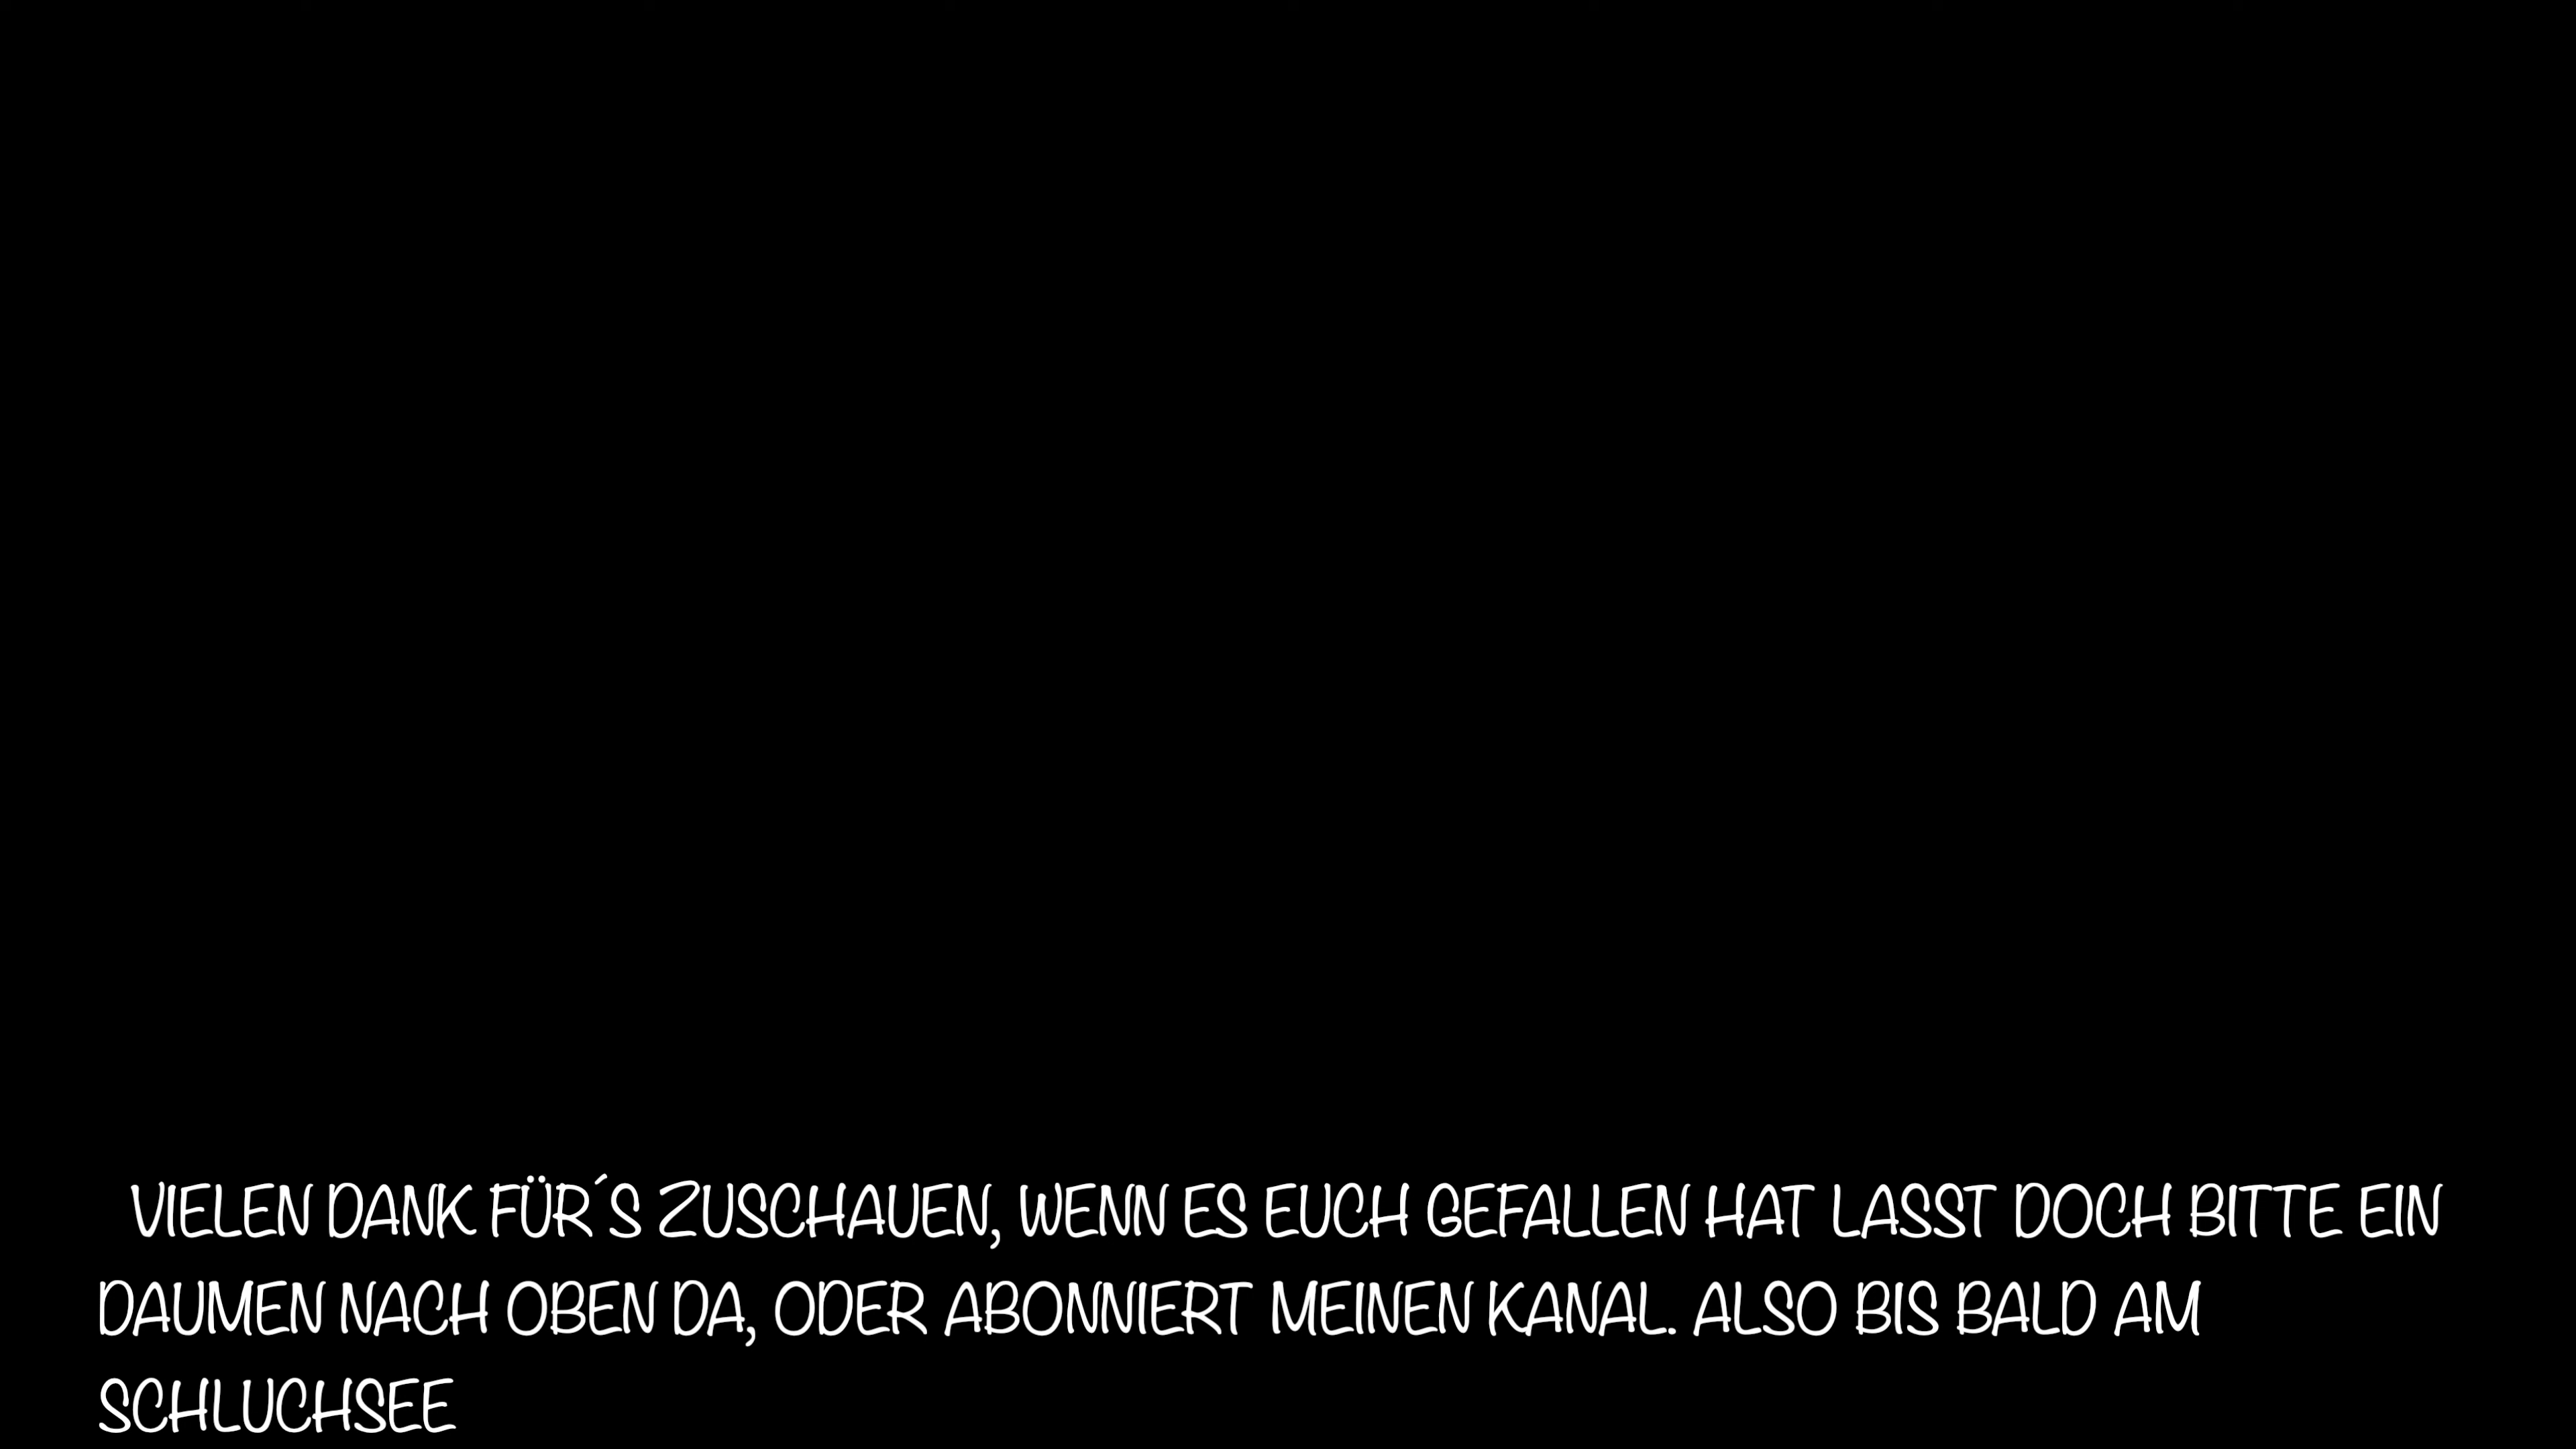 VIELEN DANK FÜR´S ZUSCHAUEN, WENN ES EUCH GEFALLEN HAT LASST DOCH BITTE EIN
DAUMEN NACH OBEN DA, ODER ABONNIERT MEINEN KANAL. ALSO BIS BALD AM
SCHLUCHSEE